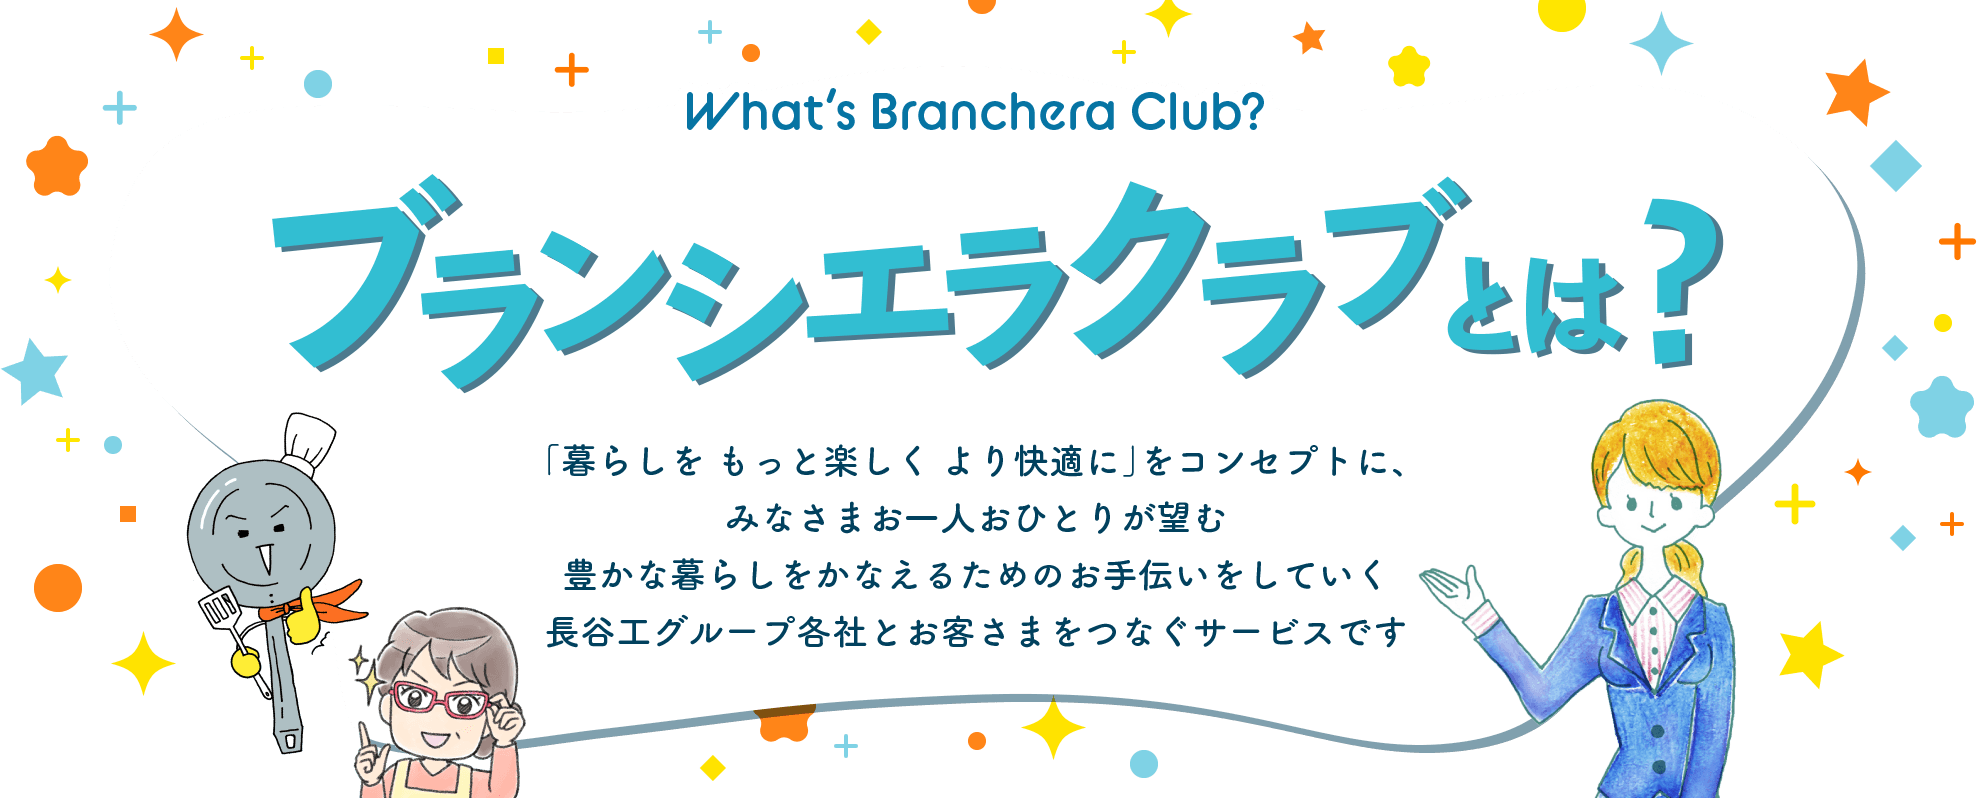 What's Branchera Club?
ブランシエラクラブとは?
「暮らしを もっと楽しく より快適に」をコンセプトに、
みなさまお一人おひとりが望む
豊かな暮らしをかなえるためのお手伝いをしていく
長谷工グループ各社とお客さまをつなぐサービスです